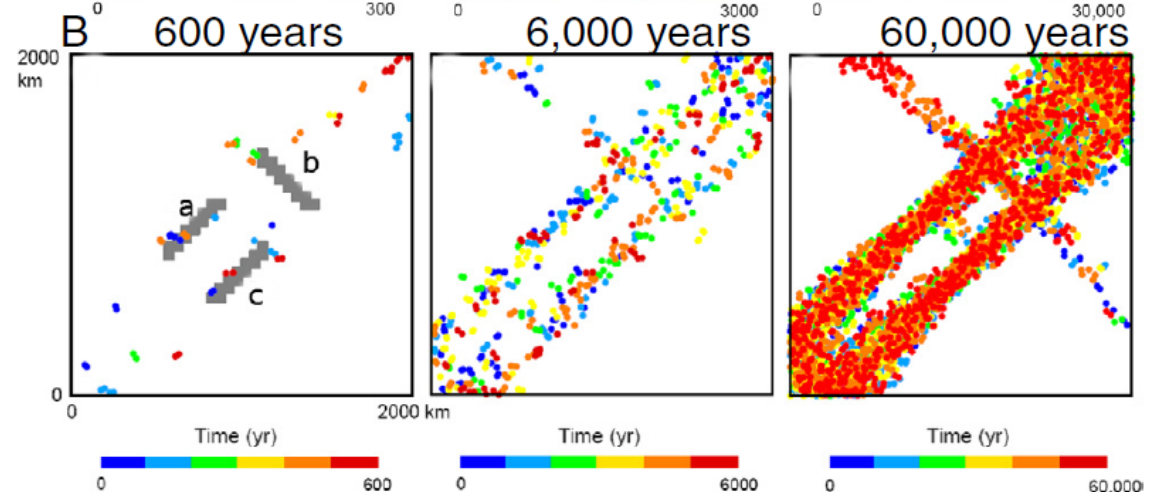 0 300 0 3000 0 30,000
B 600 years 6,000 years 60,000 years
2000
km
b
a
c
0
0 2000 km
Time (yr) Time (yr) Time (yr)
0 600 0 6000 0 60,000